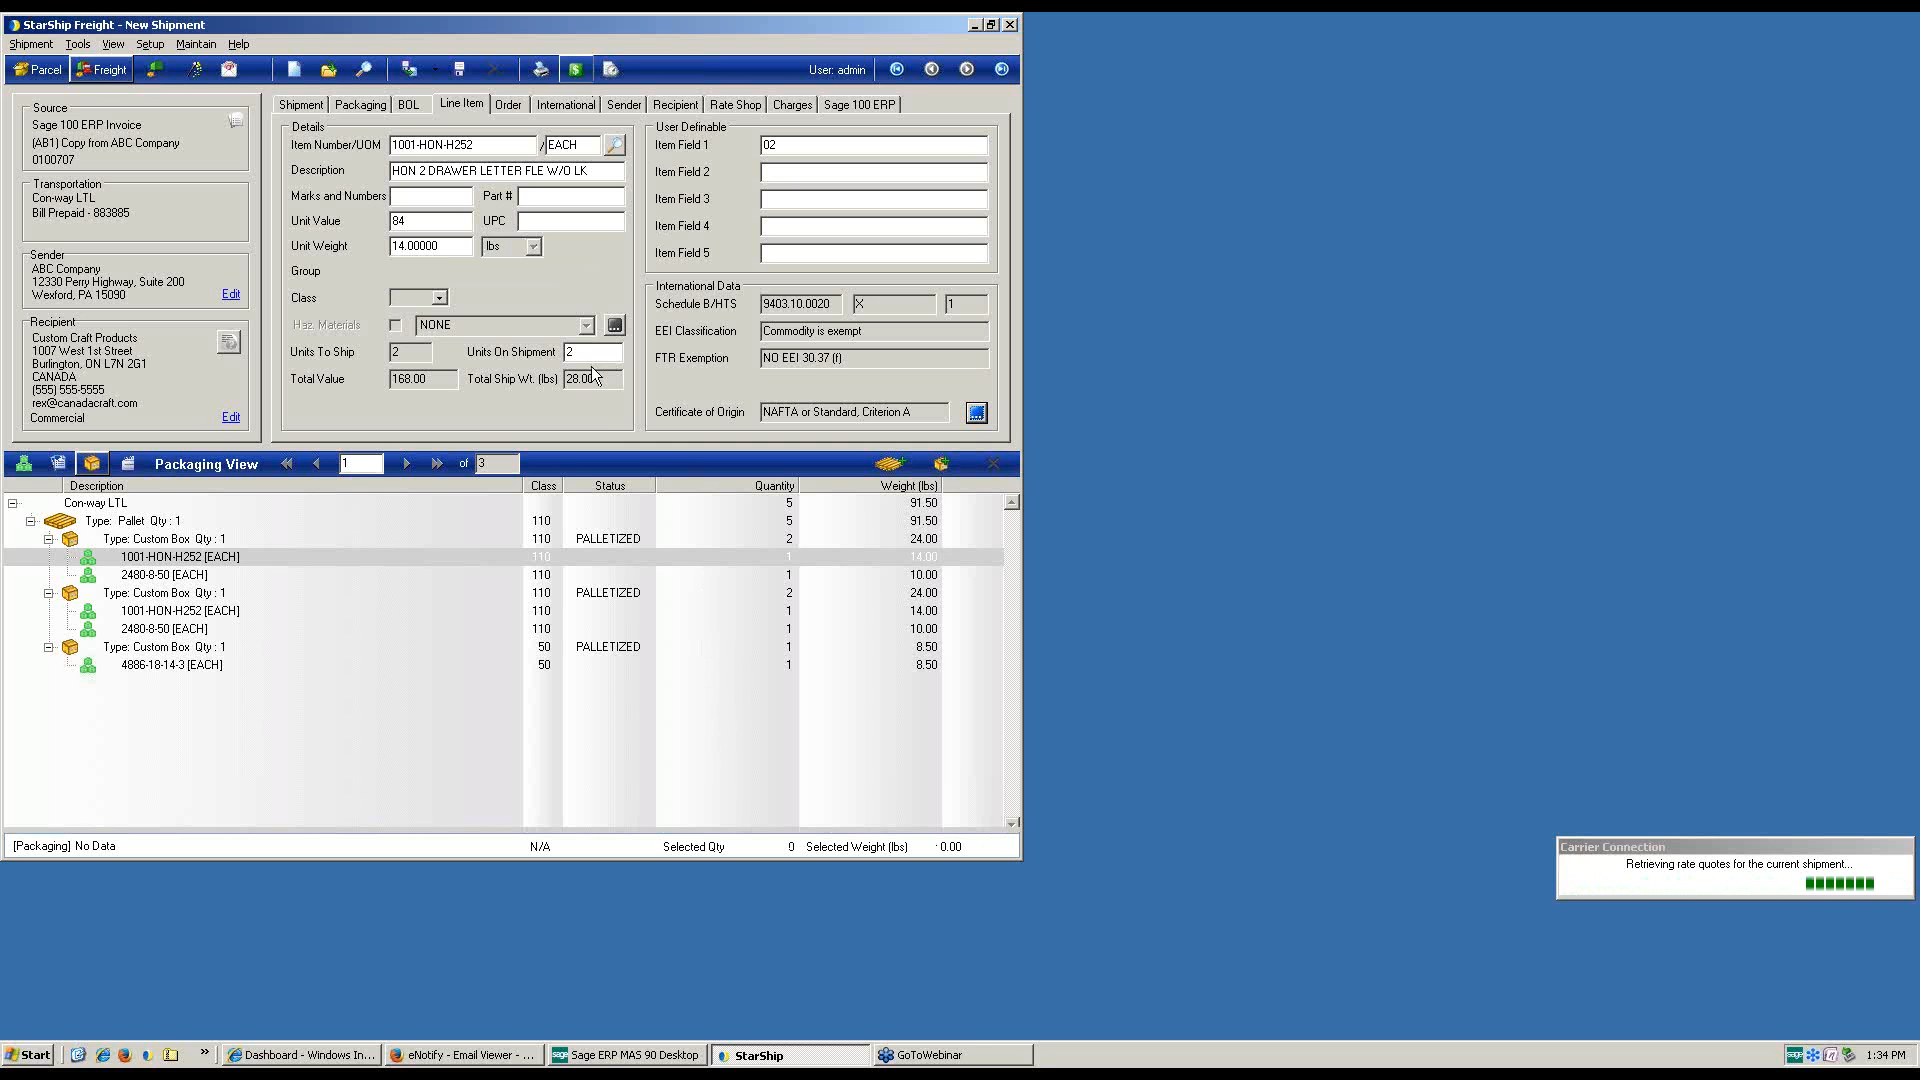 StarShip Freight - New Shipment
Shipment Tools View Setup Maintain Help
Parcel Freight User: admin
Source
Sage 100 ERP Invoice
(AB1) Copy from ABC Company
0100707
Transportation
Con-way LTL
Bill Prepaid - 883885
Sender
ABC Company
12330 Perry Highway, Suite 200
Wexford, PA 15090 Edit
Recipient
Custom Craft Products
1007 West 1st Street
Burlington, ON L7N 2G1
CANADA
(555) 555-5555
rex@canadacraft.com
Commercial Edit
Shipment Packaging BOL Line Item Order International Sender Recipient Rate Shop Charges Sage 100 ERP
Details
Item Number/UOM 1001-HON-H252 / EACH
Description HON 2 DRAWER LETTER FLE W/O LK
Marks and Numbers Part #
Unit Value 84 UPC
Unit Weight 14.00000 lbs
Group
Class
Haz. Materials NONE
Units To Ship 2 Units On Shipment 2
Total Value 168.00 Total Ship Wt. (lbs) 28.00
User Definable
Item Field 1 02
Item Field 2
Item Field 3
Item Field 4
Item Field 5
International Data
Schedule B/HTS 9403.10.0020 X 1
EEI Classification Commodity is exempt
FTR Exemption NO EEI 30.37 (f)
Certificate of Origin NAFTA or Standard, Criterion A
Packaging View 1 of 3
Description Class Status Quantity Weight (lbs)
Con-way LTL 5 91.50
Type: Pallet Qty : 1 110 5 91.50
Type: Custom Box Qty : 1 110 PALLETIZED 2 24.00
1001-HON-H252 [EACH] 110 1 14.00
2480-8-50 [EACH] 110 1 10.00
Type: Custom Box Qty : 1 110 PALLETIZED 2 24.00
1001-HON-H252 [EACH] 110 1 14.00
2480-8-50 [EACH] 110 1 10.00
Type: Custom Box Qty : 1 50 PALLETIZED 1 8.50
4886-18-14-3 [EACH] 50 1 8.50
[Packaging] No Data N/A Selected Qty 0 Selected Weight (lbs) 0.00
Carrier Connection
Retrieving rate quotes for the current shipment...
Start » Dashboard - Windows In... eNotify - Email Viewer - ... sage Sage ERP MAS 90 Desktop StarShip GoToWebinar sage 1:34 PM